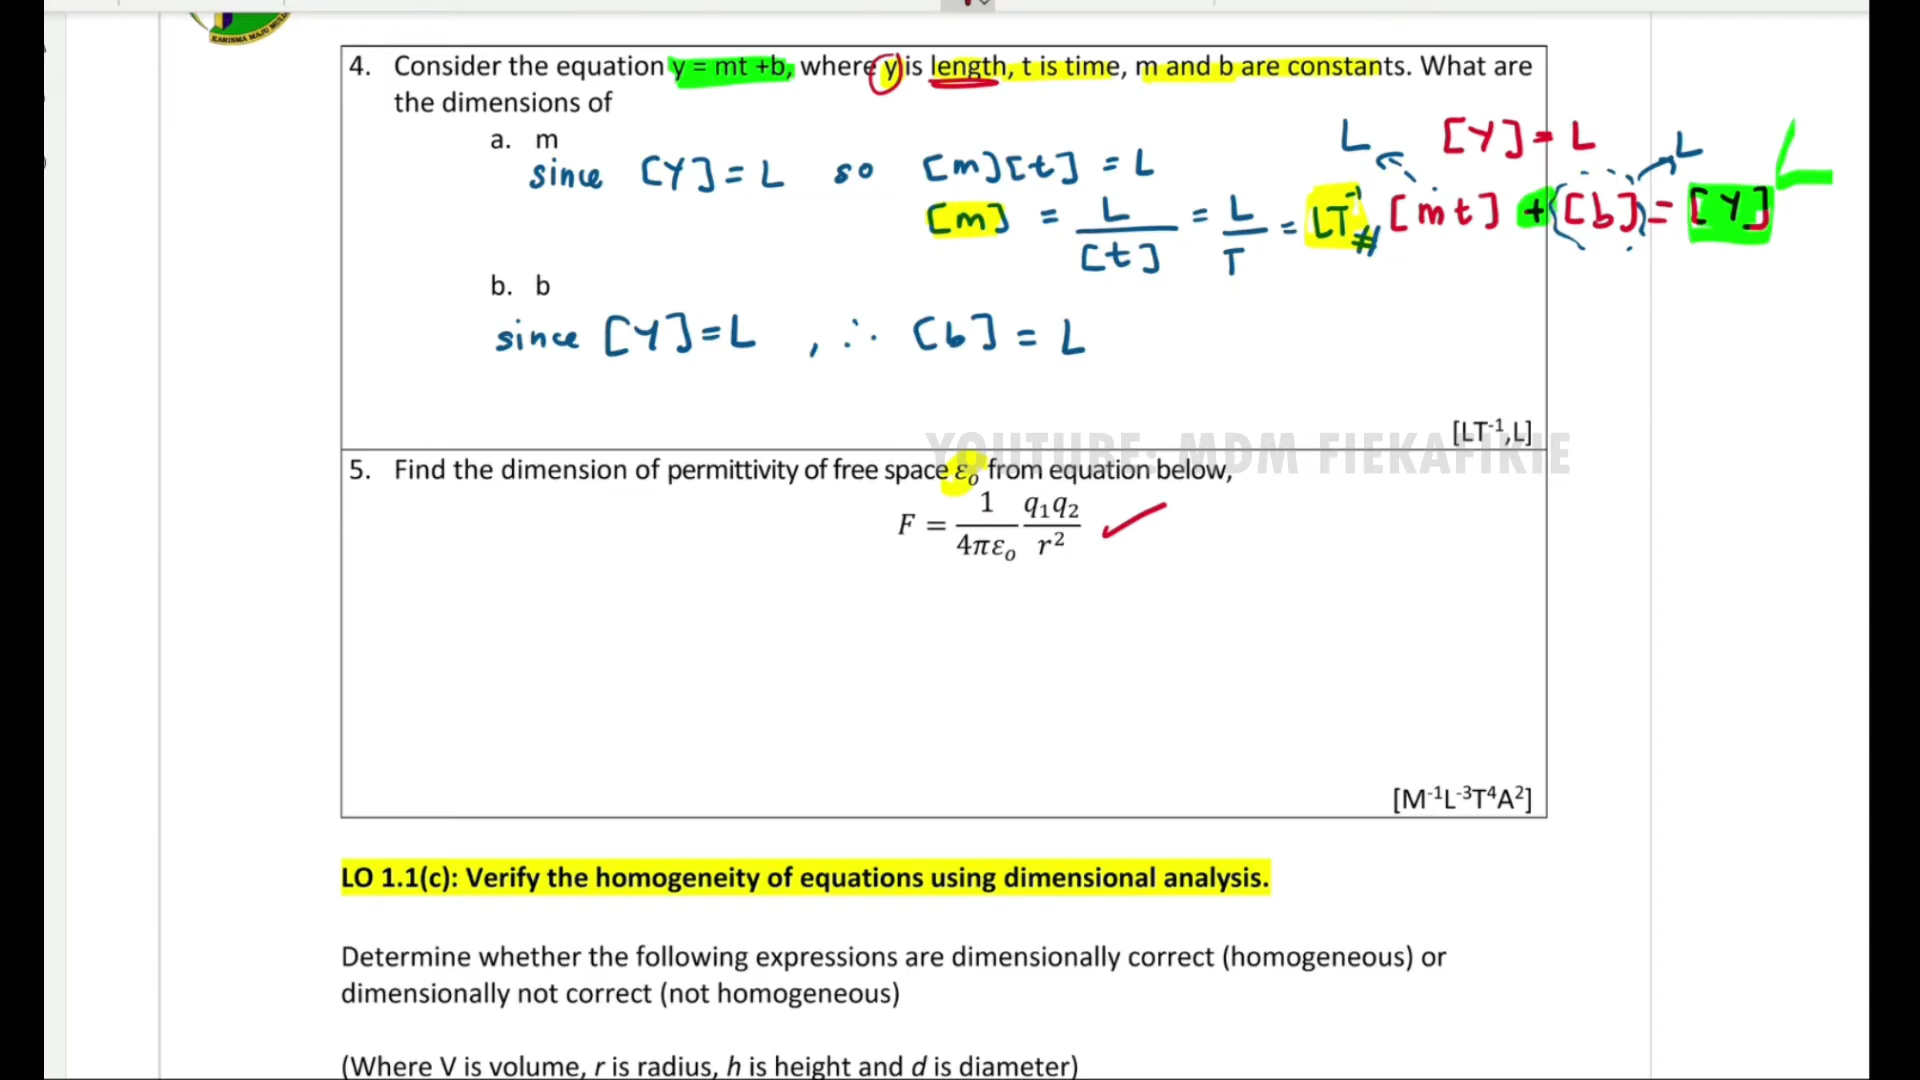 KARISMA MAJU
4. Consider the equation y = mt +b, where y is length, t is time, m and b are constants. What are
the dimensions of
a. m
L [Y] = L L L
since [Y] = L so [m][t] = L
[m] = L/[t] = L/T = LT⁻¹# [mt] + [b] = [Y]
b. b
since [Y] = L , ∴ [b] = L
[LT⁻¹,L]
YOUTUBE: MDM FIEKAFIKIE
5. Find the dimension of permittivity of free space εₒ from equation below,
F = 1/4πεₒ q₁q₂/r²
[M⁻¹L⁻³T⁴A²]
LO 1.1(c): Verify the homogeneity of equations using dimensional analysis.
Determine whether the following expressions are dimensionally correct (homogeneous) or
dimensionally not correct (not homogeneous)
(Where V is volume, r is radius, h is height and d is diameter)